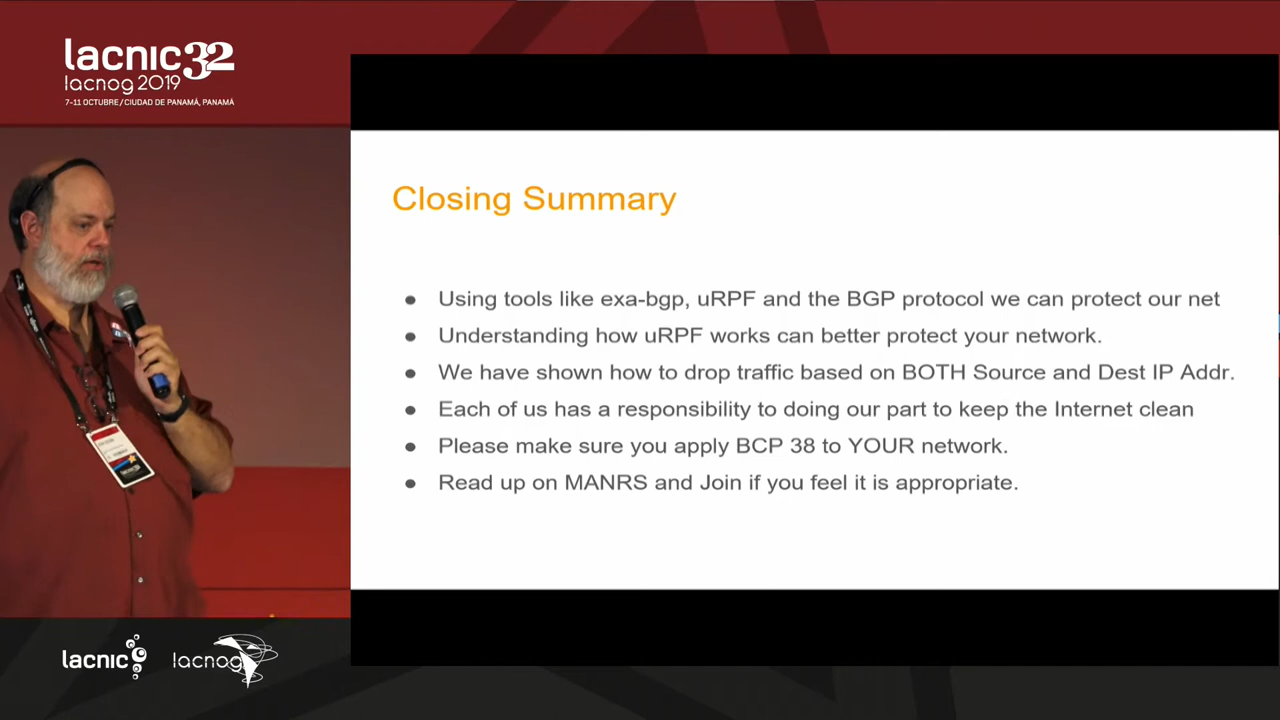 lacnic32
lacnog 2019
7-11 OCTUBRE / CIUDAD DE PANAMÁ, PANAMÁ
Closing Summary
● Using tools like exa-bgp, uRPF and the BGP protocol we can protect our net
● Understanding how uRPF works can better protect your network.
● We have shown how to drop traffic based on BOTH Source and Dest IP Addr.
● Each of us has a responsibility to doing our part to keep the Internet clean
● Please make sure you apply BCP 38 to YOUR network.
● Read up on MANRS and Join if you feel it is appropriate.
lacnic
lacnog